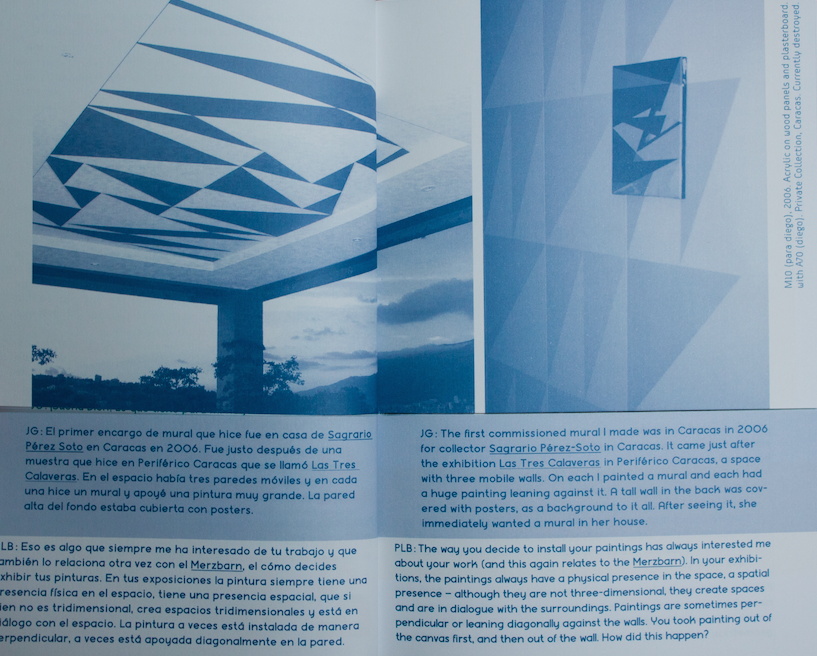 M10 (para diego), 2006. Acrylic on wood panels and plasterboard.
with A/0 (diego). Private Collection, Caracas. Currently destroyed.
JG: El primer encargo de mural que hice fue en casa de Sagrario
Pérez Soto en Caracas en 2006. Fue justo después de una
muestra que hice en Periférico Caracas que se llamó Las Tres
Calaveras. En el espacio había tres paredes móviles y en cada
una hice un mural y apoyé una pintura muy grande. La pared
alta del fondo estaba cubierta con posters.
LB: Eso es algo que siempre me ha interesado de tu trabajo y que
ambién lo relaciona otra vez con el Merzbarn, el cómo decides
xhibir tus pinturas. En tus exposiciones la pintura siempre tiene una
resencia física en el espacio, tiene una presencia espacial, que si
ien no es tridimensional, crea espacios tridimensionales y está en
iálogo con el espacio. La pintura a veces está instalada de manera
erpendicular, a veces está apoyada diagonalmente en la pared.
JG: The first commissioned mural I made was in Caracas in 2006
for collector Sagrario Pérez-Soto in Caracas. It came just after
the exhibition Las Tres Calaveras in Periférico Caracas, a space
with three mobile walls. On each I painted a mural and each had
a huge painting leaning against it. A tall wall in the back was cov-
ered with posters, as a background to it all. After seeing it, she
immediately wanted a mural in her house.
PLB: The way you decide to install your paintings has always interested me
about your work (and this again relates to the Merzbarn). In your exhibi-
tions, the paintings always have a physical presence in the space, a spatial
presence – although they are not three-dimensional, they create spaces
and are in dialogue with the surroundings. Paintings are sometimes per-
pendicular or leaning diagonally against the walls. You took painting out of
the canvas first, and then out of the wall. How did this happen?